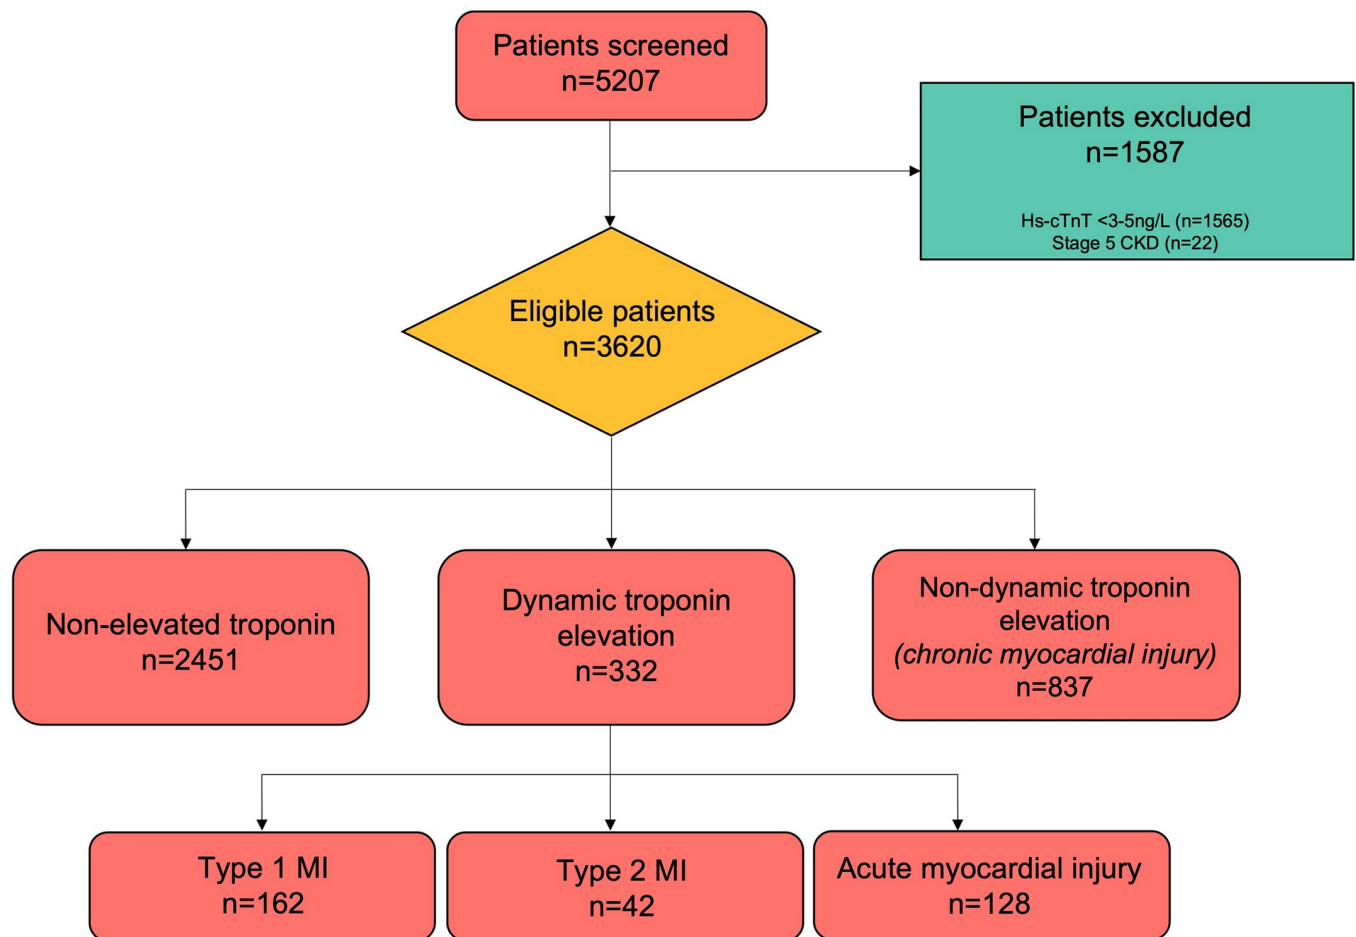 Patients screened
n=5207
Patients excluded
n=1587
Hs-cTnT <3-5ng/L (n=1565)
Stage 5 CKD (n=22)
Eligible patients
n=3620
Non-elevated troponin
n=2451
Dynamic troponin
elevation
n=332
Non-dynamic troponin
elevation
(chronic myocardial injury)
n=837
Type 1 MI
n=162
Type 2 MI
n=42
Acute myocardial injury
n=128